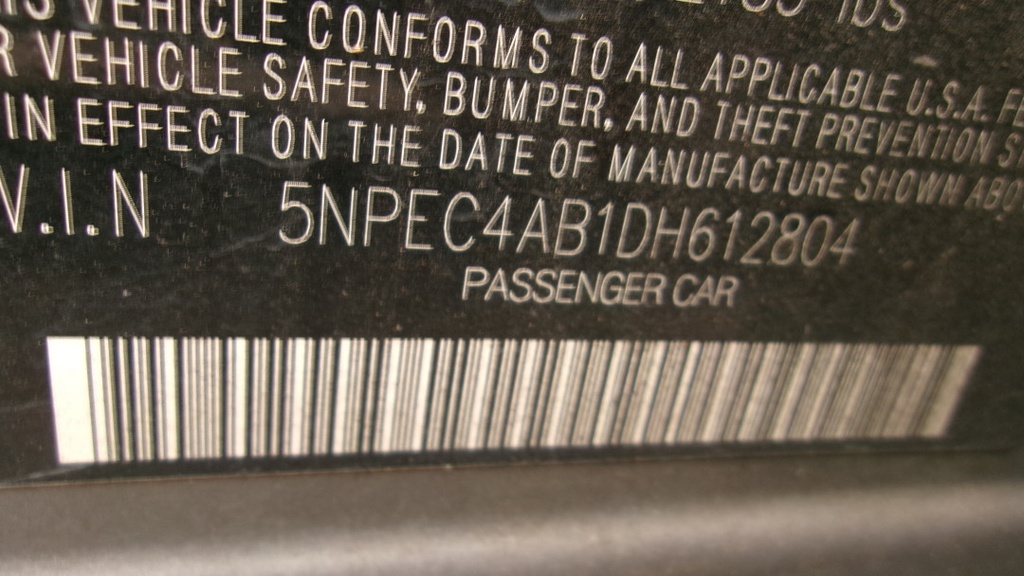 VEHICLE CONFORMS TO ALL APPLICABLE U.S.A.
VEHICLE SAFETY, BUMPER, AND THEFT PREVENTION
IN EFFECT ON THE DATE OF MANUFACTURE SHOWN
V.I.N 5NPEC4AB1DH612804
PASSENGER CAR